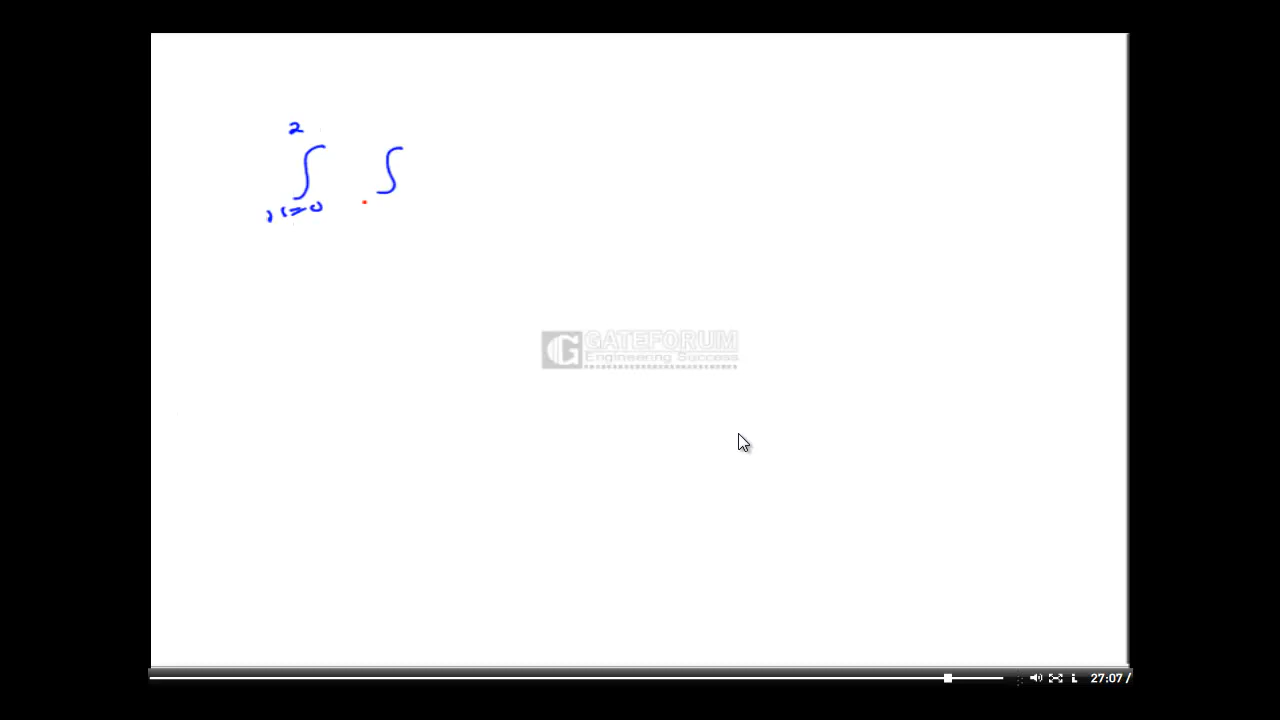 2
∫ ∫
x=0
GATEFORUM
Engineering Success
27:07 /